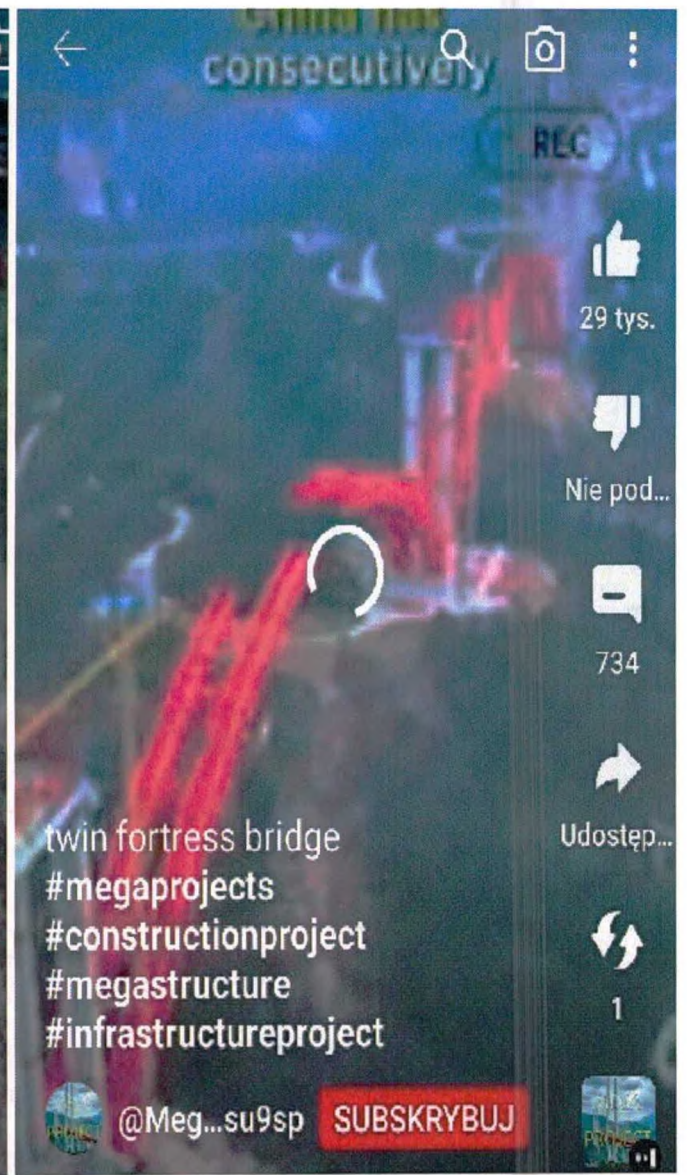 consecutively
REC
29 tys.
Nie pod...
734
Udostęp...
twin fortress bridge
#megaprojects
#constructionproject
#megastructure
#infrastructureproject
1
@Meg...su9sp
SUBSKRYBUJ
PROJECT